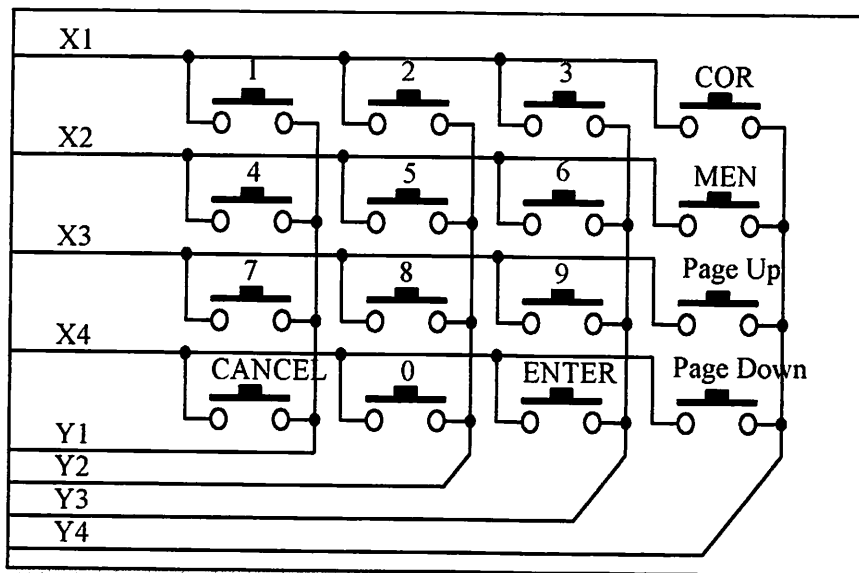 X1
1 2 3 COR
X2
4 5 6 MEN
X3
7 8 9 Page Up
X4
CANCEL 0 ENTER Page Down
Y1
Y2
Y3
Y4